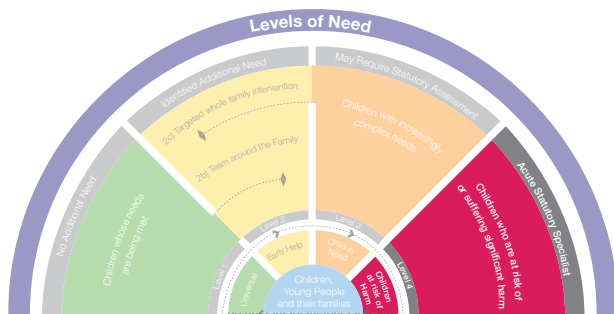 Levels of Need
No Additional Need
Identified Additional Need
May Require Statutory Assessment
Acute Statutory Specialist
Children whose needs
are being met
2c) Targeted whole family intervention
2b) Team around the Family
Children with increasingly
complex needs
Children who are at risk of
or suffering significant harm
Level 1
Level 2
Level 3
Level 4
Universal
Early Help
Child in
Need
Children
at risk of
Harm
Children,
Young People
and their families